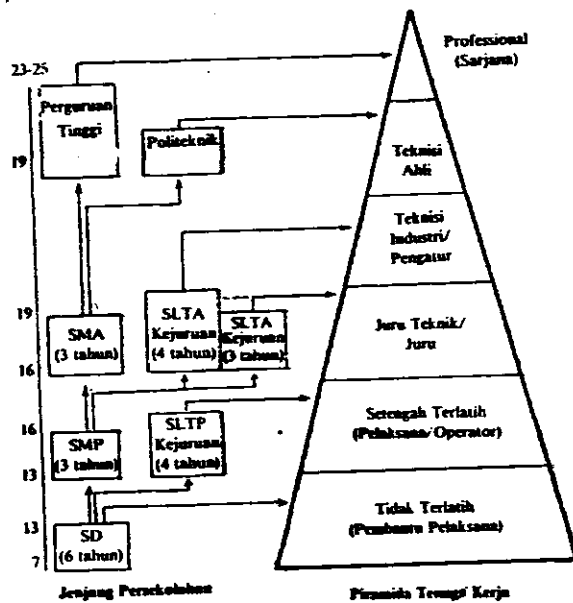 23-25
Perguruan
Tinggi
19
Politeknik
19
SMA
(3 tahun)
16
SLTA
Kejuruan
(4 tahun)
SLTA
Kejuruan
(3 tahun)
16
SMP
(3 tahun)
13
SLTP
Kejuruan
(4 tahun)
13
SD
(6 tahun)
7
Jenjang Persekolahan
Professional
(Sarjana)
Teknisi
Ahli
Teknisi
Industri/
Pengatur
Juru Teknik/
Juru
Setengah Terlatih
(Pelaksana/Operator)
Tidak Terlatih
(Pembantu Pelaksana)
Piramida Tenaga Kerja